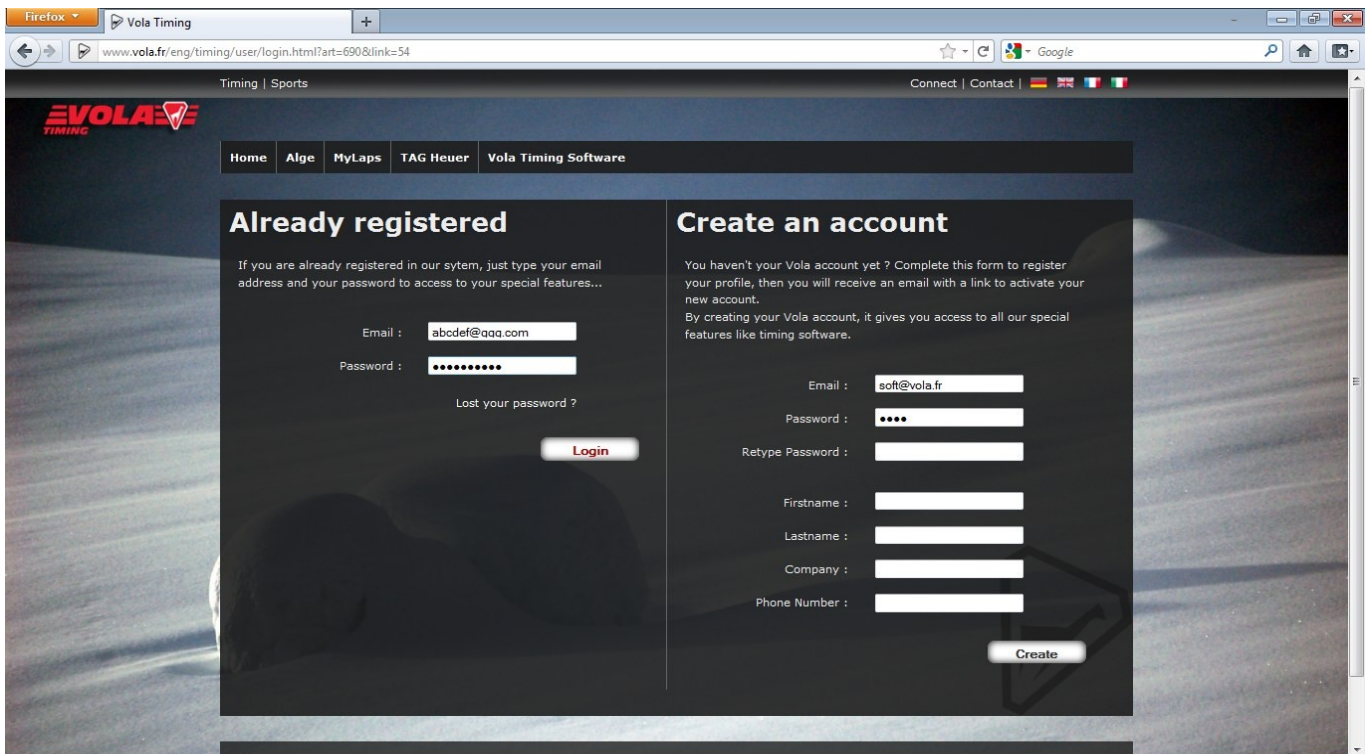 Firefox
Vola Timing
www.vola.fr/eng/timing/user/login.html?art=690&link=54
Google
Timing | Sports
Connect | Contact |
VOLA
TIMING
Home
Alge
MyLaps
TAG Heuer
Vola Timing Software
Already registered
If you are already registered in our sytem, just type your email
address and your password to access to your special features...
Email :
abcdef@ggg.com
Password :
••••••••••
Lost your password ?
Login
Create an account
You haven't your Vola account yet ? Complete this form to register
your profile, then you will receive an email with a link to activate your
new account.
By creating your Vola account, it gives you access to all our special
features like timing software.
Email :
soft@vola.fr
Password :
••••
Retype Password :
Firstname :
Lastname :
Company :
Phone Number :
Create